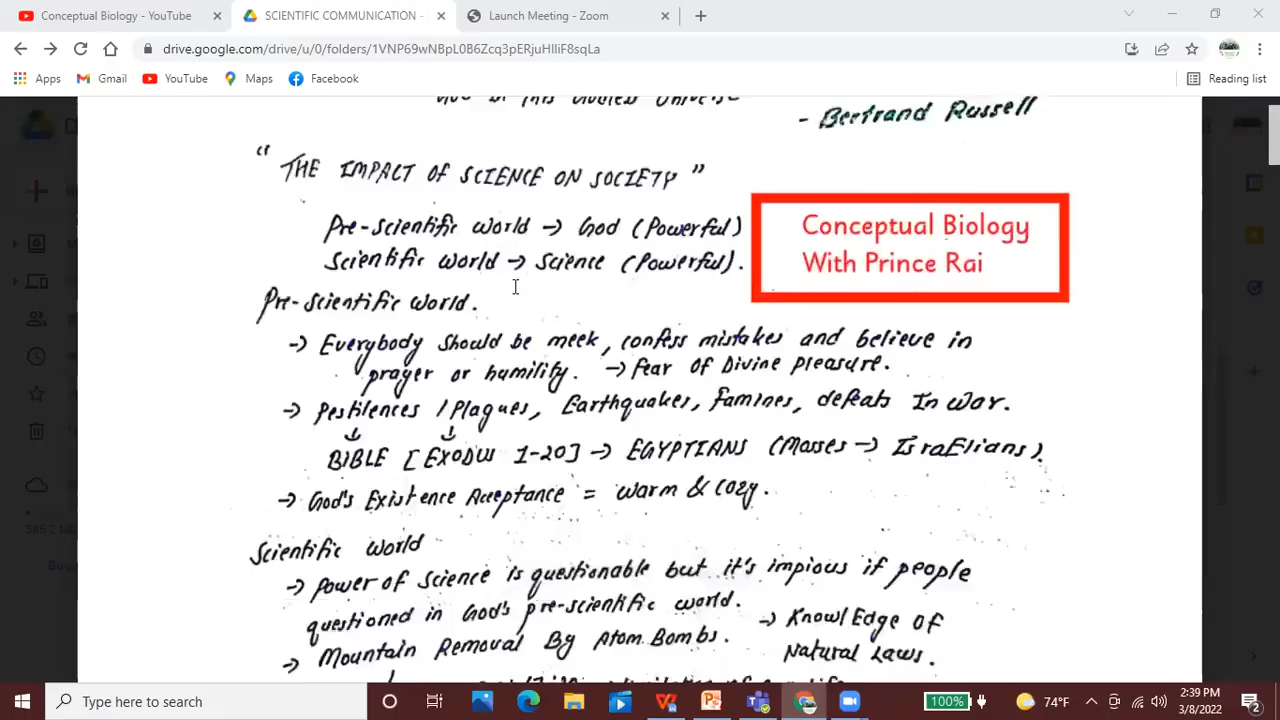 Conceptual Biology - YouTube
SCIENTIFIC COMMUNICATION -
Launch Meeting - Zoom
drive.google.com/drive/u/0/folders/
Apps
Gmail
YouTube
Maps
Facebook
Reading list
- Bertrand Russell
" THE IMPACT OF SCIENCE ON SOCIETY "
Pre-scientific world → God (Powerful)
Scientific world → Science (Powerful).
Conceptual Biology
With Prince Rai
Pre-Scientific World.
→ Everybody should be meek, confess mistakes and believe in
prayer or humility. → fear of Divine Pleasure.
→ Pestilences / Plagues, Earthquakes, famines, defeats In war.
BIBLE [EXODUS 1-20] → EGYPTIANS (Masses → IsraElians).
→ God's Existence Acceptance = warm & cozy.
Scientific World
→ Power of Science is questionable but it's impious if people
questioned in God's pre-scientific world.
→ Mountain Removal By Atom Bombs.
→ KnowlEdge OF
Natural Laws.
Type here to search
100%
74°F
2:39 PM
3/8/2022
2